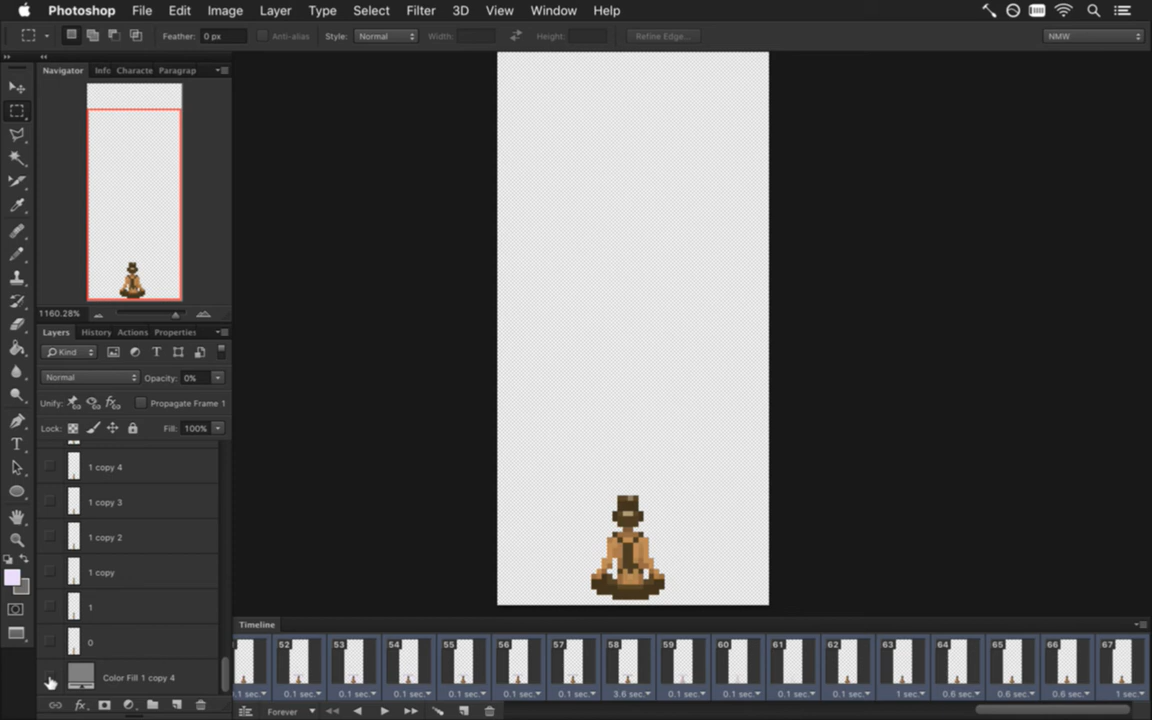 Photoshop File Edit Image Layer Type Select Filter 3D View Window Help
Feather: 0 px Anti-alias Style: Normal Width: Height: Refine Edge... NMW
Navigator Info Characte Paragrap
1160.28%
Layers History Actions Properties
Kind
Normal Opacity: 0%
Unify: Propagate Frame 1
Lock: Fill: 100%
1 copy 4
1 copy 3
1 copy 2
1 copy
1
0
Color Fill 1 copy 4
Timeline
52 53 54 55 56 57 58 59 60 61 62 63 64 65 66 67
0.1 sec. 0.1 sec. 0.1 sec. 0.1 sec. 0.1 sec. 0.1 sec. 0.1 sec. 3.6 sec. 0.1 sec. 0.1 sec. 0.1 sec. 0.1 sec. 1 sec. 0.6 sec. 0.6 sec. 0.6 sec. 1 sec.
Forever